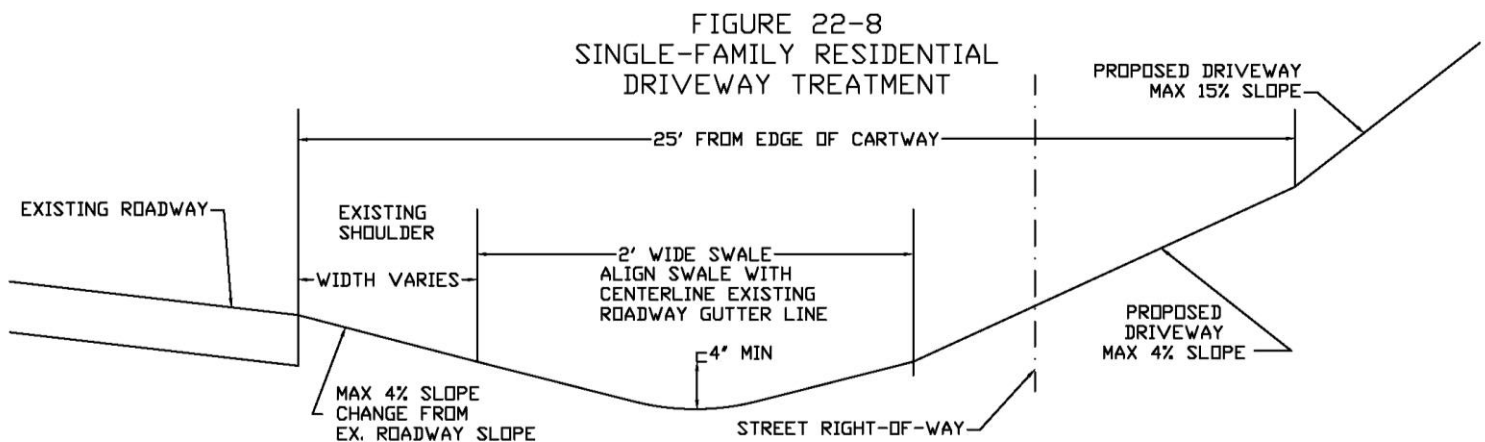 FIGURE 22-8
SINGLE-FAMILY RESIDENTIAL
DRIVEWAY TREATMENT
PROPOSED DRIVEWAY
MAX 15% SLOPE
25' FROM EDGE OF CARTWAY
EXISTING ROADWAY
EXISTING
SHOULDER
WIDTH VARIES
2' WIDE SWALE
ALIGN SWALE WITH
CENTERLINE EXISTING
ROADWAY GUTTER LINE
PROPOSED
DRIVEWAY
MAX 4% SLOPE
4" MIN
MAX 4% SLOPE
CHANGE FROM
EX. ROADWAY SLOPE
STREET RIGHT-OF-WAY